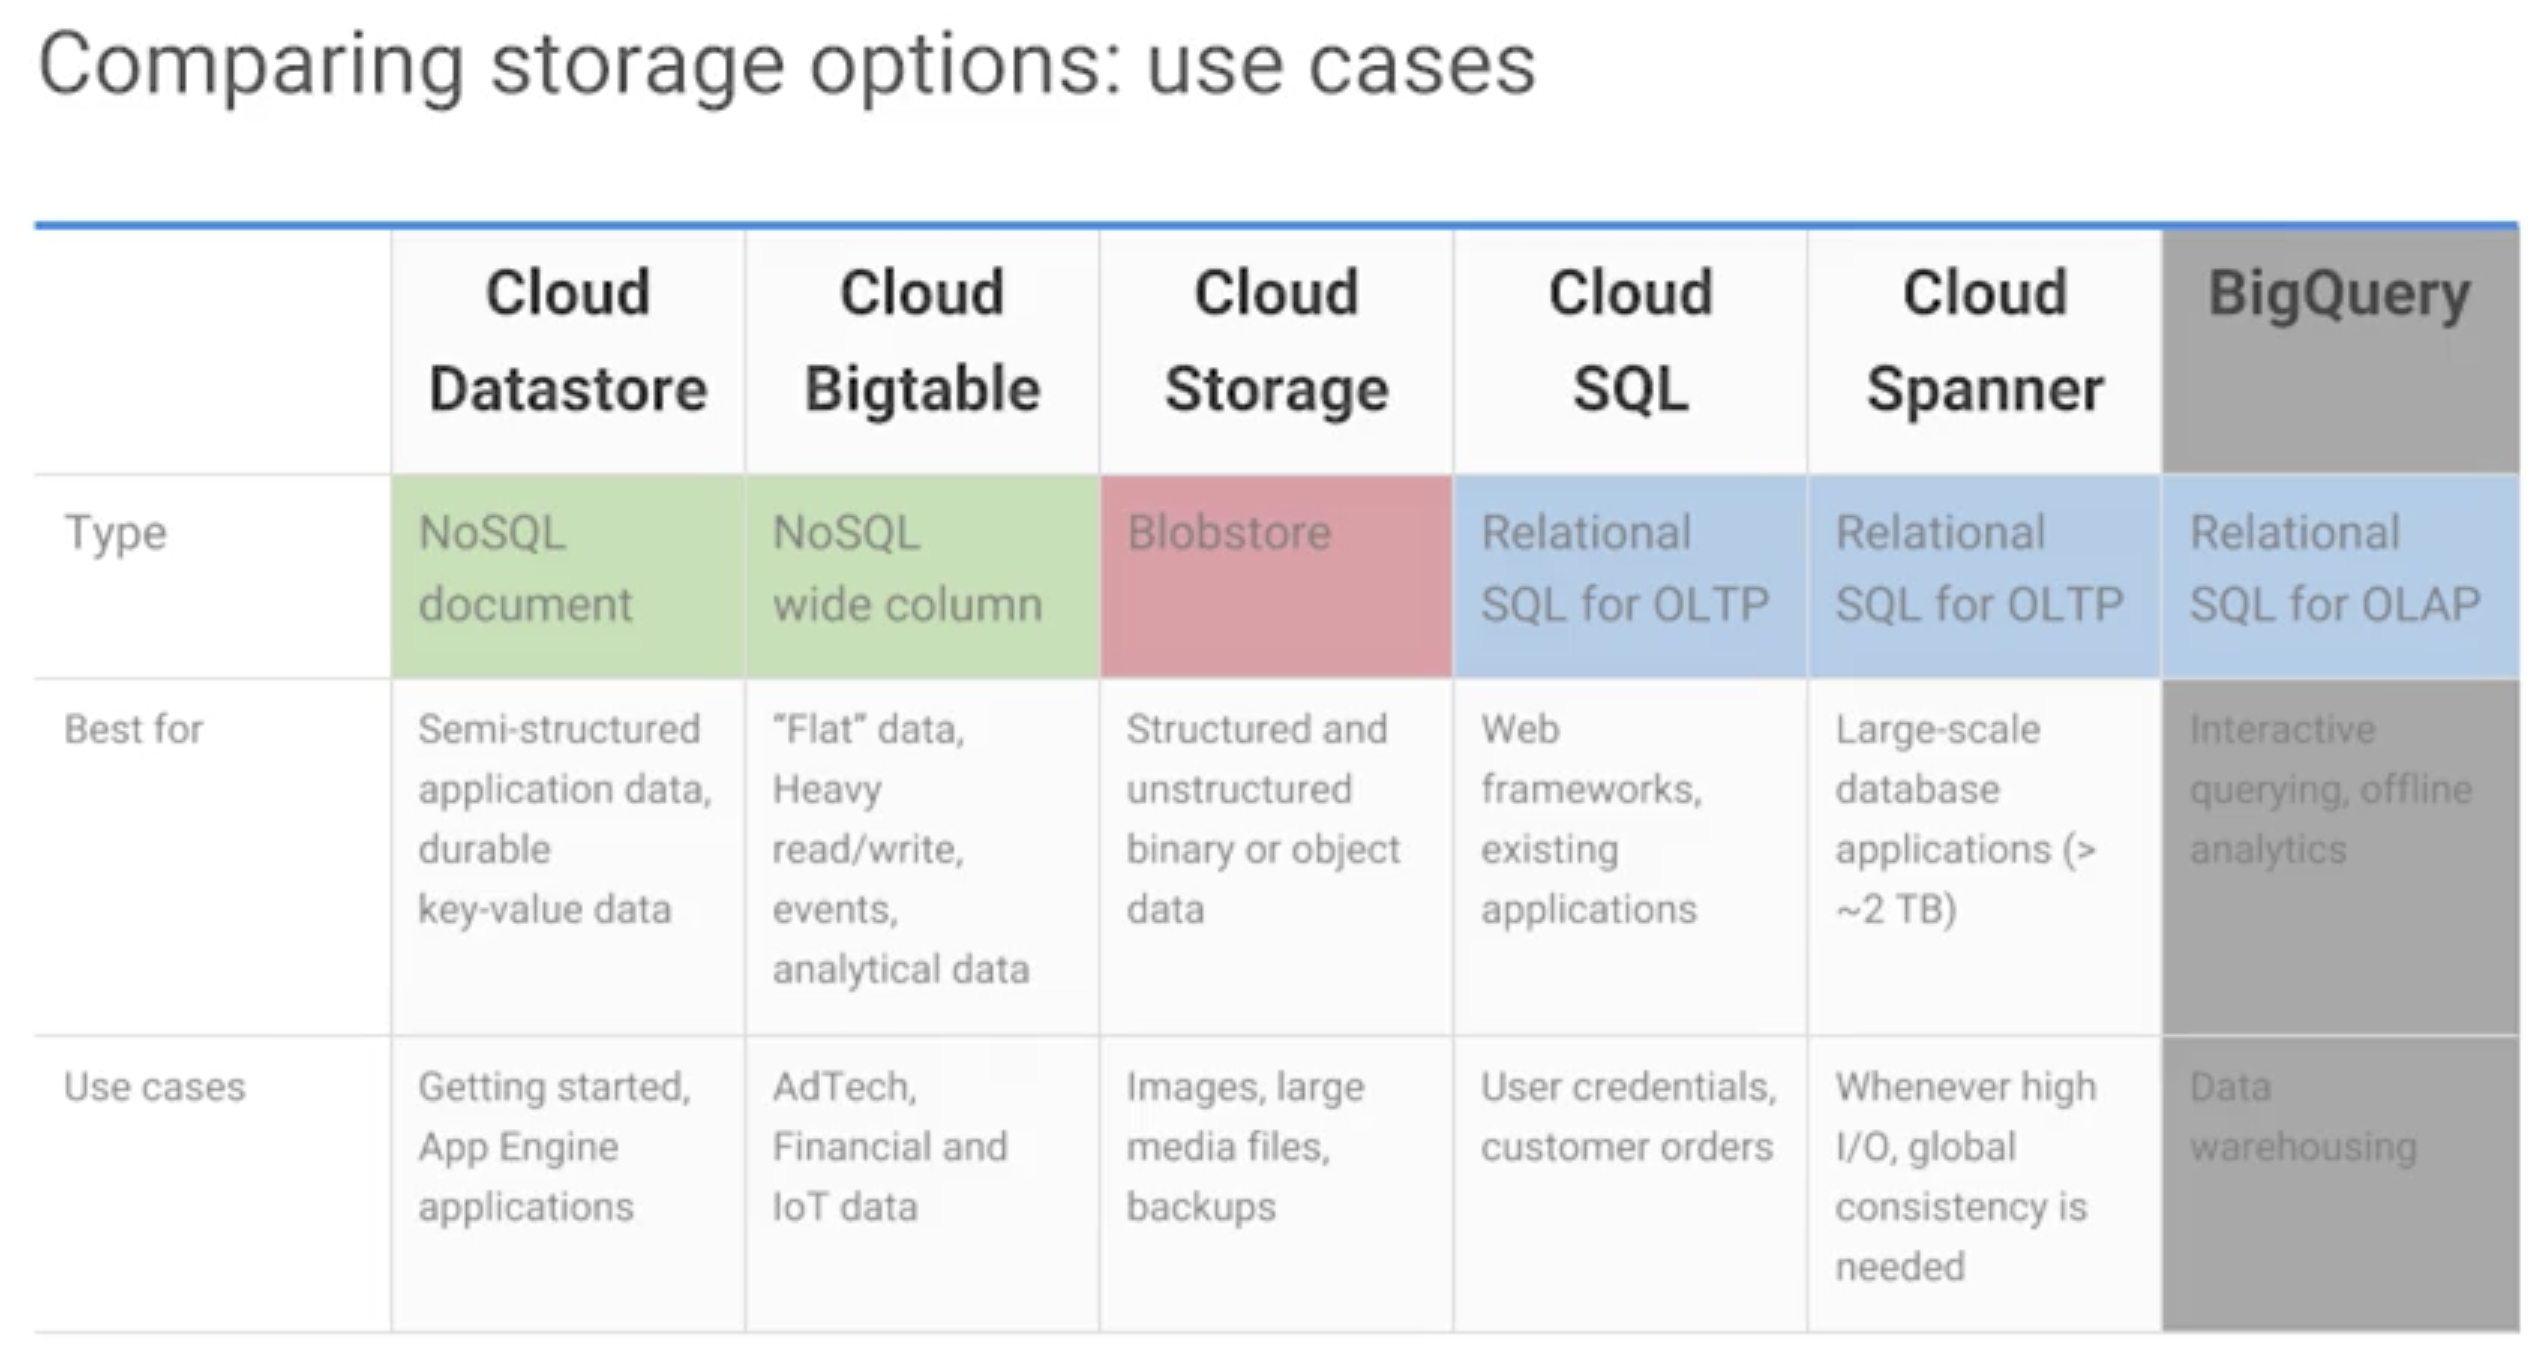 Comparing storage options: use cases
Cloud
Datastore
Cloud
Bigtable
Cloud
Storage
Cloud
SQL
Cloud
Spanner
BigQuery
Type
NoSQL
document
NoSQL
wide column
Blobstore
Relational
SQL for OLTP
Relational
SQL for OLTP
Relational
SQL for OLAP
Best for
Semi-structured
application data,
durable
key-value data
“Flat” data,
Heavy
read/write,
events,
analytical data
Structured and
unstructured
binary or object
data
Web
frameworks,
existing
applications
Large-scale
database
applications (>
~2 TB)
Interactive
querying, offline
analytics
Use cases
Getting started,
App Engine
applications
AdTech,
Financial and
IoT data
Images, large
media files,
backups
User credentials,
customer orders
Whenever high
I/O, global
consistency is
needed
Data
warehousing